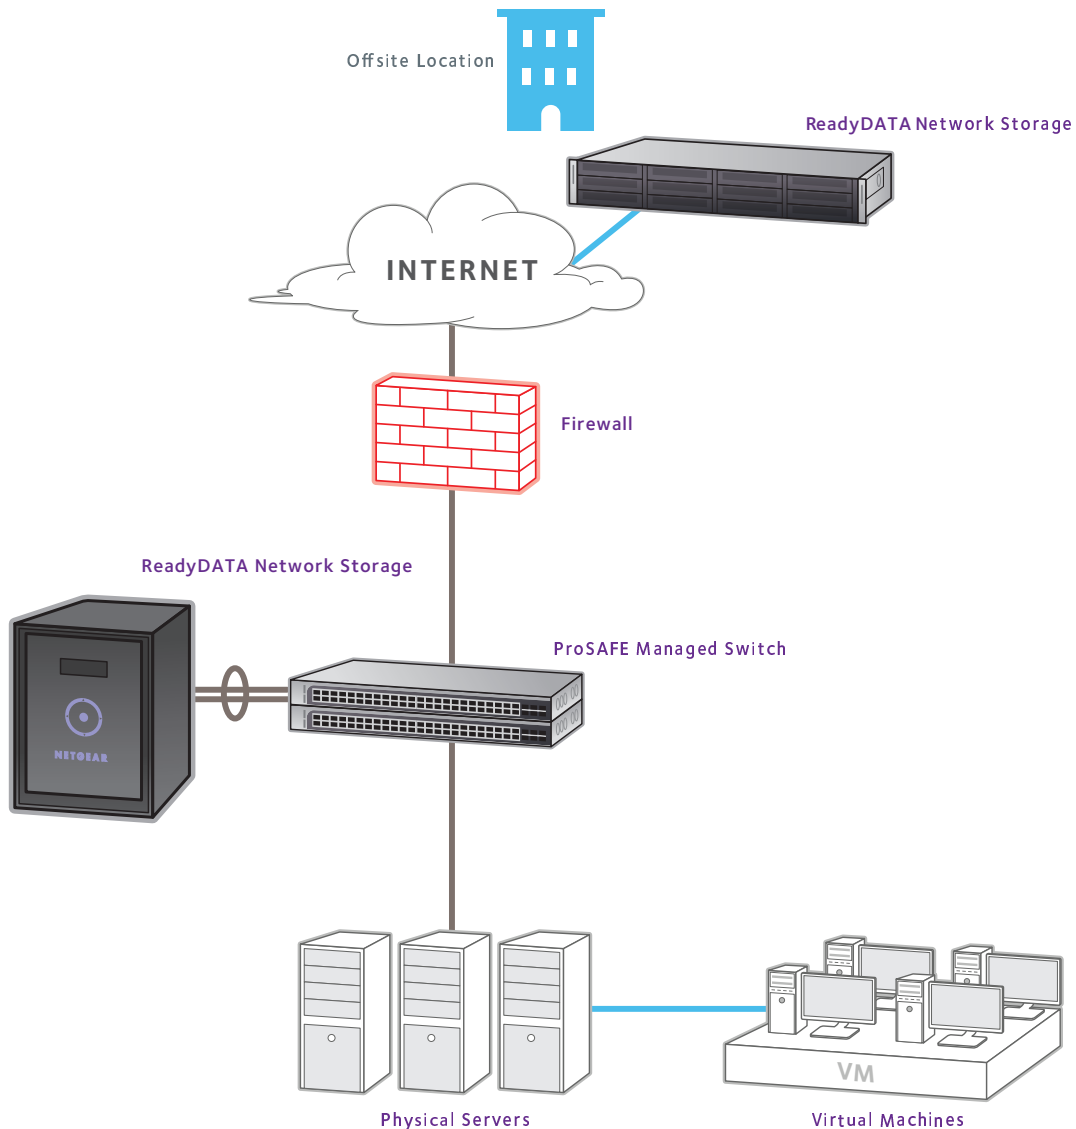 Offsite Location
ReadyDATA Network Storage
INTERNET
Firewall
ReadyDATA Network Storage
ProSAFE Managed Switch
NETGEAR
VM
Physical Servers
Virtual Machines